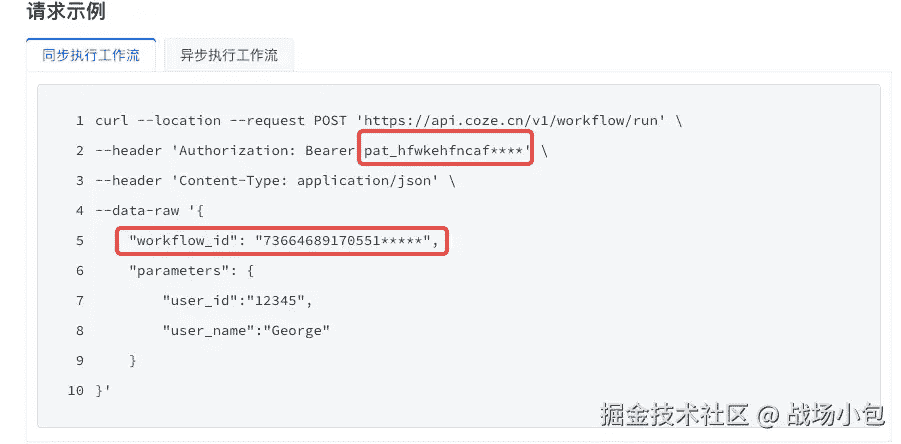 请求示例
同步执行工作流 异步执行工作流
1 curl --location --request POST 'https://api.coze.cn/v1/workflow/run' \
2 --header 'Authorization: Bearer pat_hfwkehfncaf****' \
3 --header 'Content-Type: application/json' \
4 --data-raw '{
5 "workflow_id": "73664689170551*****",
6 "parameters": {
7 "user_id":"12345",
8 "user_name":"George"
9 }
10 }'
掘金技术社区 @ 战场小包